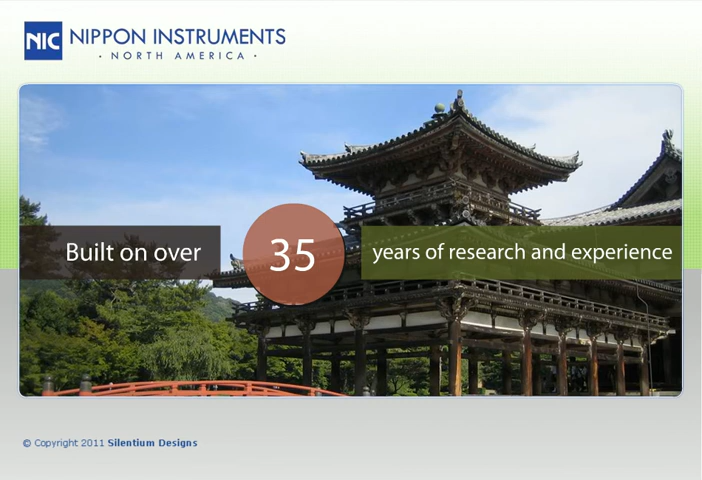 NIC NIPPON INSTRUMENTS
· NORTH AMERICA ·
Built on over 35 years of research and experience
© Copyright 2011 Silentium Designs